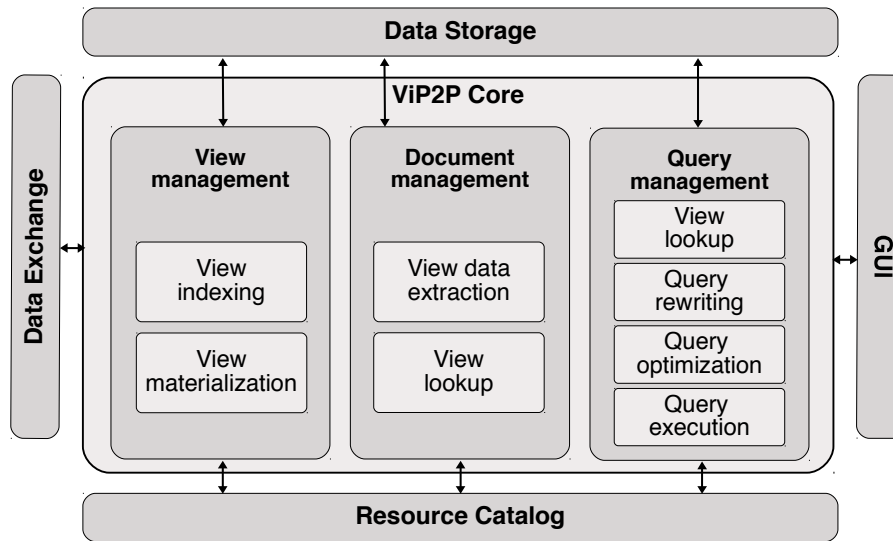 Data Storage
ViP2P Core
Data Exchange
View
management
View
indexing
View
materialization
Document
management
View data
extraction
View
lookup
Query
management
View
lookup
Query
rewriting
Query
optimization
Query
execution
GUI
Resource Catalog